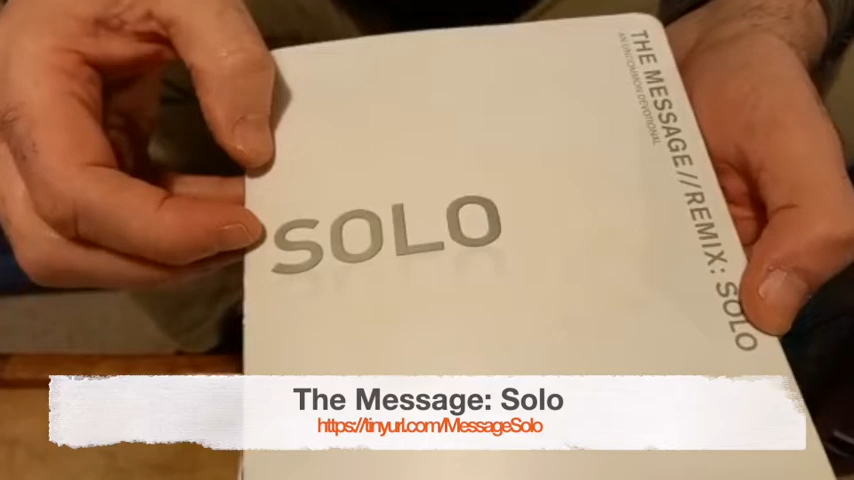 SOLO
THE MESSAGE//REMIX: SOLO
AN UNCOMMON DEVOTIONAL
The Message: Solo
https://tinyurl.com/MessageSolo